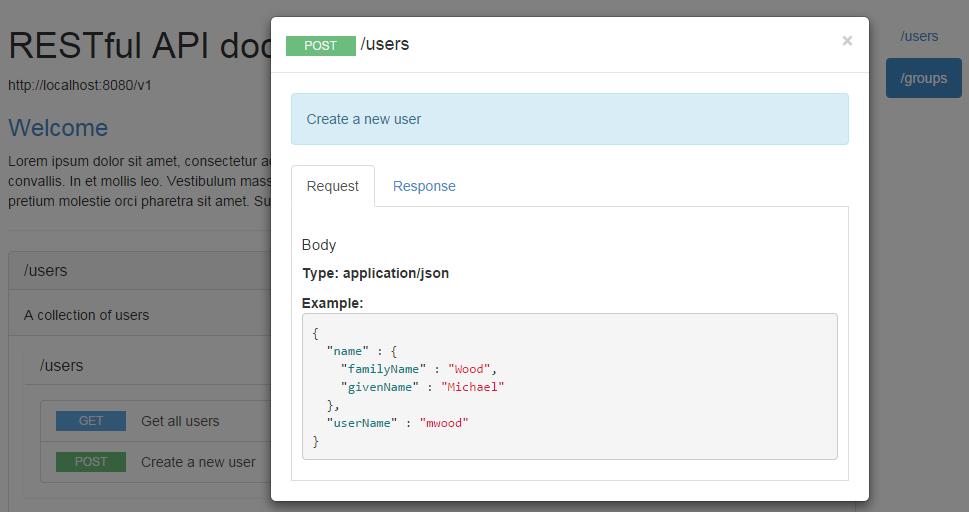 RESTful API doc
http://localhost:8080/v1
Welcome
Lorem ipsum dolor sit amet, consectetur
convallis. In et mollis leo. Vestibulum mass
pretium molestie orci pharetra sit amet. Su
/users
A collection of users
/users
GET Get all users
POST Create a new user
POST /users ×
Create a new user
Request Response
Body
Type: application/json
Example:
{
"name" : {
"familyName" : "Wood",
"givenName" : "Michael"
},
"userName" : "mwood"
}
/users
/groups